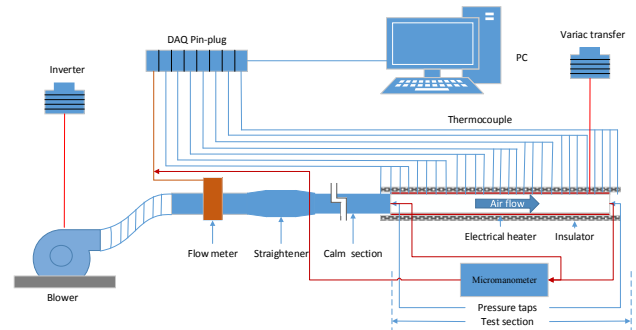 DAQ Pin-plug
Variac transfer
Inverter
PC
Thermocouple
Air flow
Flow meter
Straightener
Calm section
Electrical heater
Insulator
Micromanometer
Blower
Pressure taps
Test section